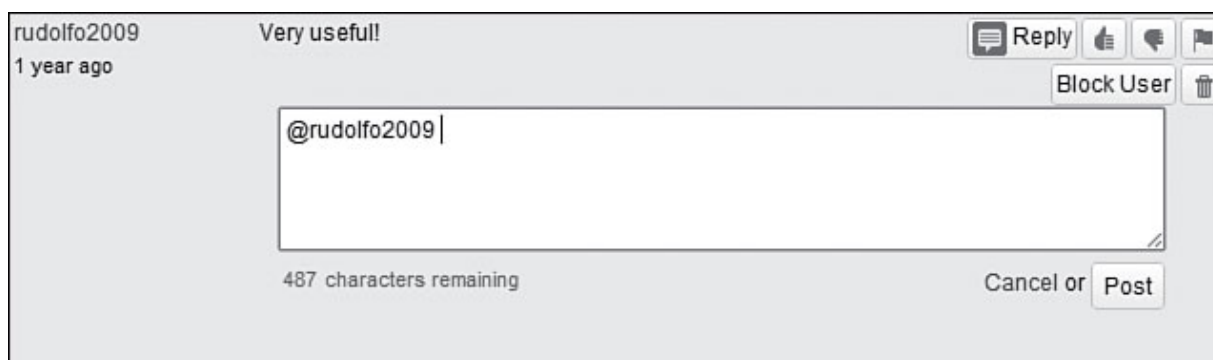 rudolfo2009 Very useful! Reply
1 year ago
Block User
@rudolfo2009
487 characters remaining Cancel or Post